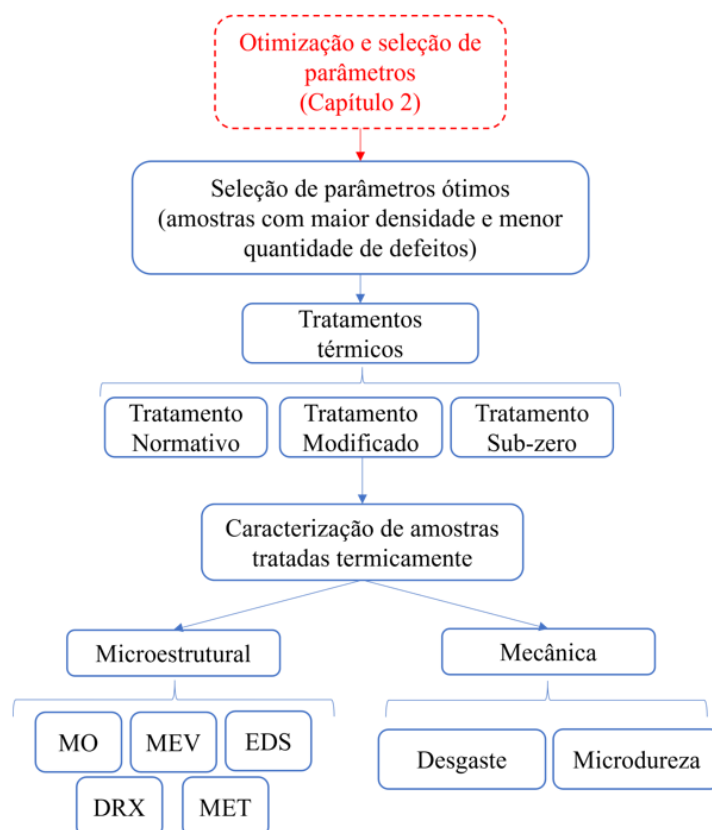 Otimização e seleção de
parâmetros
(Capítulo 2)
Seleção de parâmetros ótimos
(amostras com maior densidade e menor
quantidade de defeitos)
Tratamentos
térmicos
Tratamento
Normativo
Tratamento
Modificado
Tratamento
Sub-zero
Caracterização de amostras
tratadas termicamente
Microestrutural
Mecânica
MO
MEV
EDS
DRX
MET
Desgaste
Microdureza